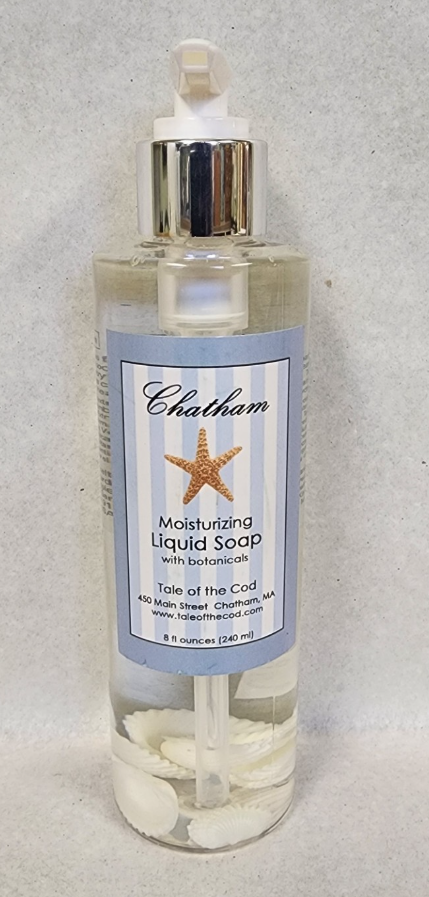 Chatham
Moisturizing
Liquid Soap
with botanicals
Tale of the Cod
450 Main Street Chatham, MA
www.taleofthecod.com
8 fl ounces (240 ml)